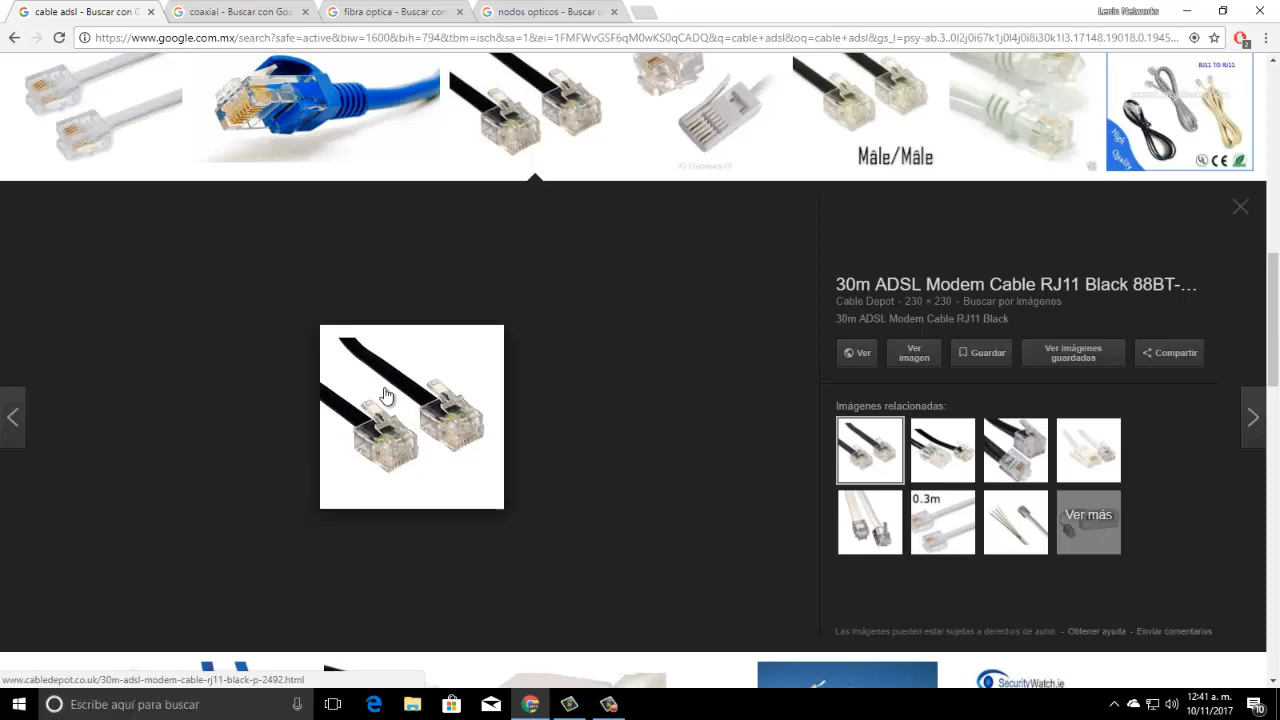 cable adsl - Buscar con G
coaxial - Buscar con Goo
fibra optica - Buscar con
nodos opticos - Buscar c
Lenin Networks
https://www.google.com.mx/search?safe=active&biw=1600&bih=794&tbm=isch&sa=1&ei=1FMFWvGSF6qM0wKS0qCADQ&q=cable+adsl&oq=cable+adsl&gs_l=psy-ab.3..0l2j0i67k1j0l4j0i8i30k1l3.17148.19018.0.1945...
2
Mâle/Mâle
RJ11 TO RJ11
High Quality
30m ADSL Modem Cable RJ11 Black 88BT-...
Cable Depot - 230 × 230 - Buscar por imágenes
30m ADSL Modem Cable RJ11 Black
Ver
Ver imagen
Guardar
Ver imágenes guardadas
Compartir
Imágenes relacionadas:
0.3m
Ver más
Las imágenes pueden estar sujetas a derechos de autor. - Obtener ayuda - Enviar comentarios
www.cabledepot.co.uk/30m-adsl-modem-cable-rj11-black-p-2492.html
SecurityWatch.ie
Escribe aquí para buscar
12:41 a. m.
10/11/2017
10